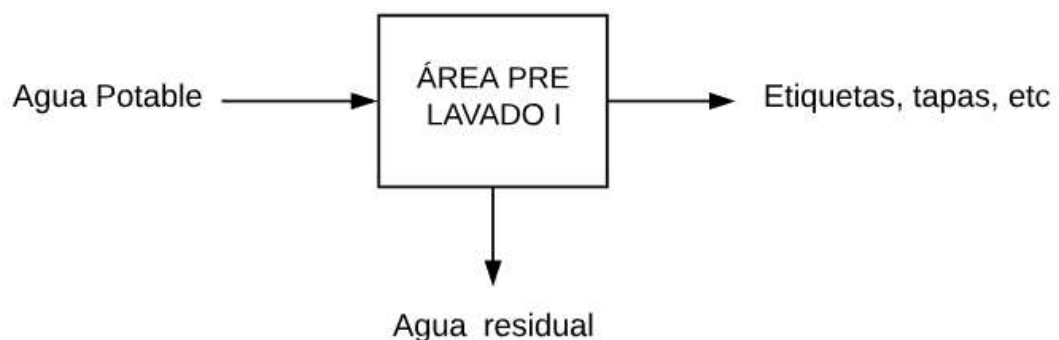 Agua Potable
ÁREA PRE
LAVADO I
Etiquetas, tapas, etc
Agua residual